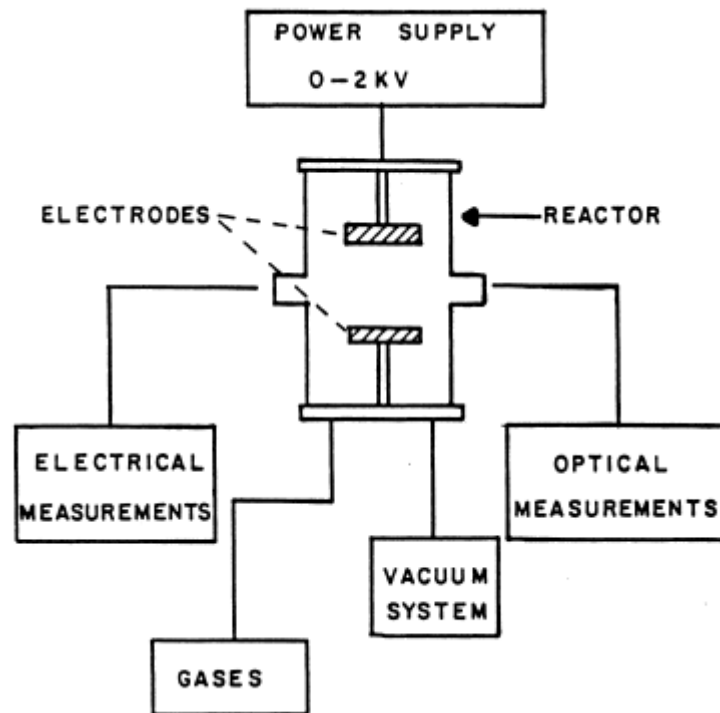 POWER SUPPLY
0-2KV
ELECTRODES
REACTOR
ELECTRICAL
MEASUREMENTS
OPTICAL
MEASUREMENTS
VACUUM
SYSTEM
GASES